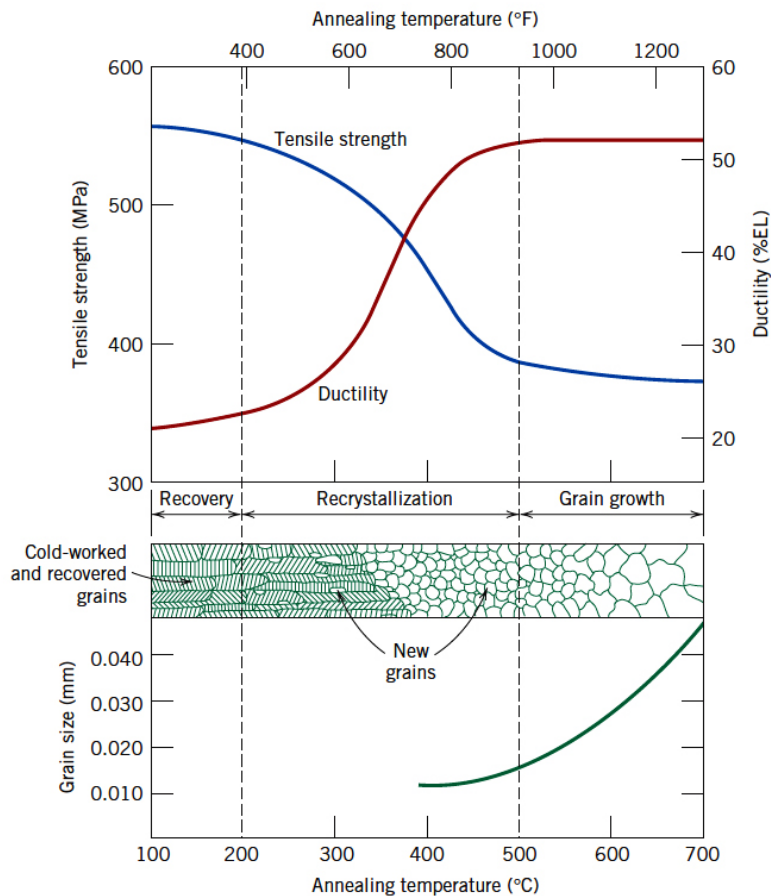 Annealing temperature (°F)
400 600 800 1000 1200
600
60
Tensile strength
50
500
Tensile strength (MPa)
40
Ductility (%EL)
400
30
Ductility
20
300
Recovery
Recrystallization
Grain growth
Cold-worked
and recovered
grains
New
grains
0.040
0.030
0.020
0.010
Grain size (mm)
100 200 300 400 500 600 700
Annealing temperature (°C)